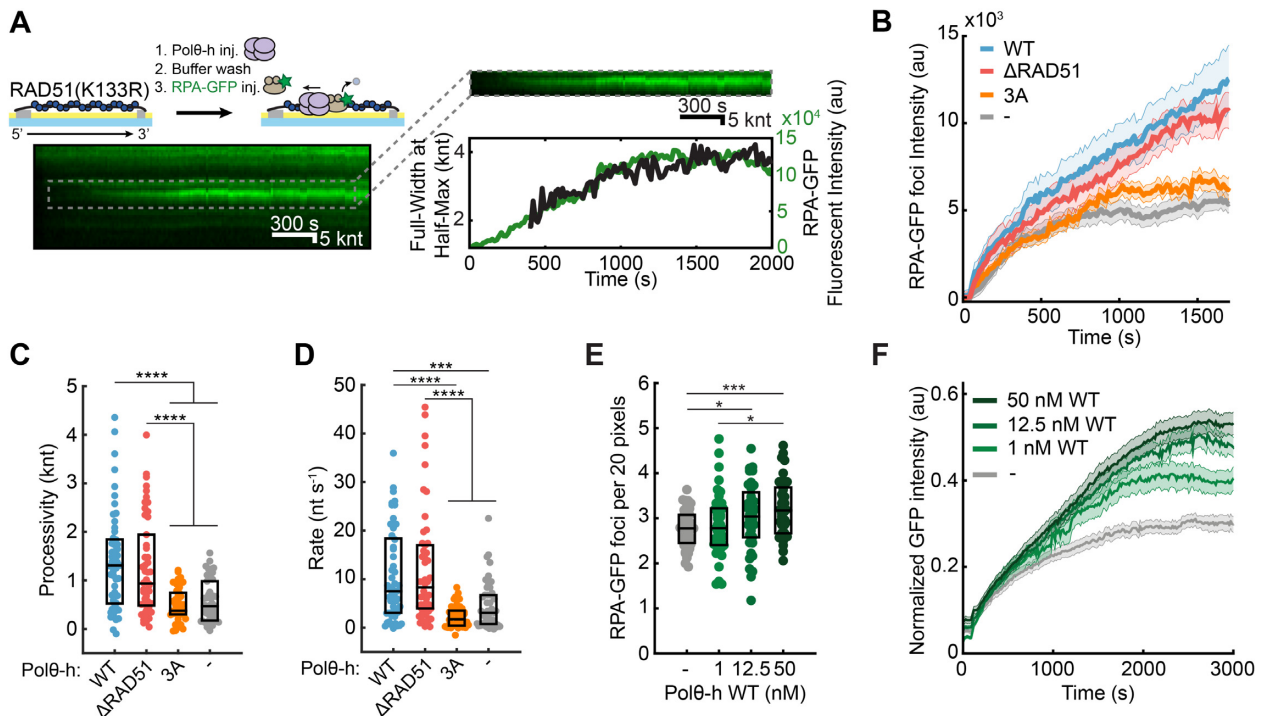 A
1. Polθ-h inj.
2. Buffer wash
3. RPA-GFP inj.
RAD51(K133R)
5' 3'
300 s
5 knt
300 s
5 knt
Full-Width at
Half-Max (knt)
4
2
x10⁴
15
10
5
0
RPA-GFP
Fluorescent Intensity (au)
0 500 1000 1500 2000
Time (s)
B
x10³
15
10
5
0
RPA-GFP foci Intensity (au)
WT
ΔRAD51
3A
-
0 500 1000 1500
Time (s)
C
5
4
3
2
1
0
Processivity (knt)
****
****
Polθ-h: WT ΔRAD51 3A -
D
50
40
30
20
10
0
Rate (nt s⁻¹)
***
****
****
Polθ-h: WT ΔRAD51 3A -
E
6
5
4
3
2
1
0
RPA-GFP foci per 20 pixels
***
*
*
- 1 12.5 50
Polθ-h WT (nM)
F
0.6
0.4
0.2
0
Normalized GFP intensity (au)
50 nM WT
12.5 nM WT
1 nM WT
-
0 1000 2000 3000
Time (s)